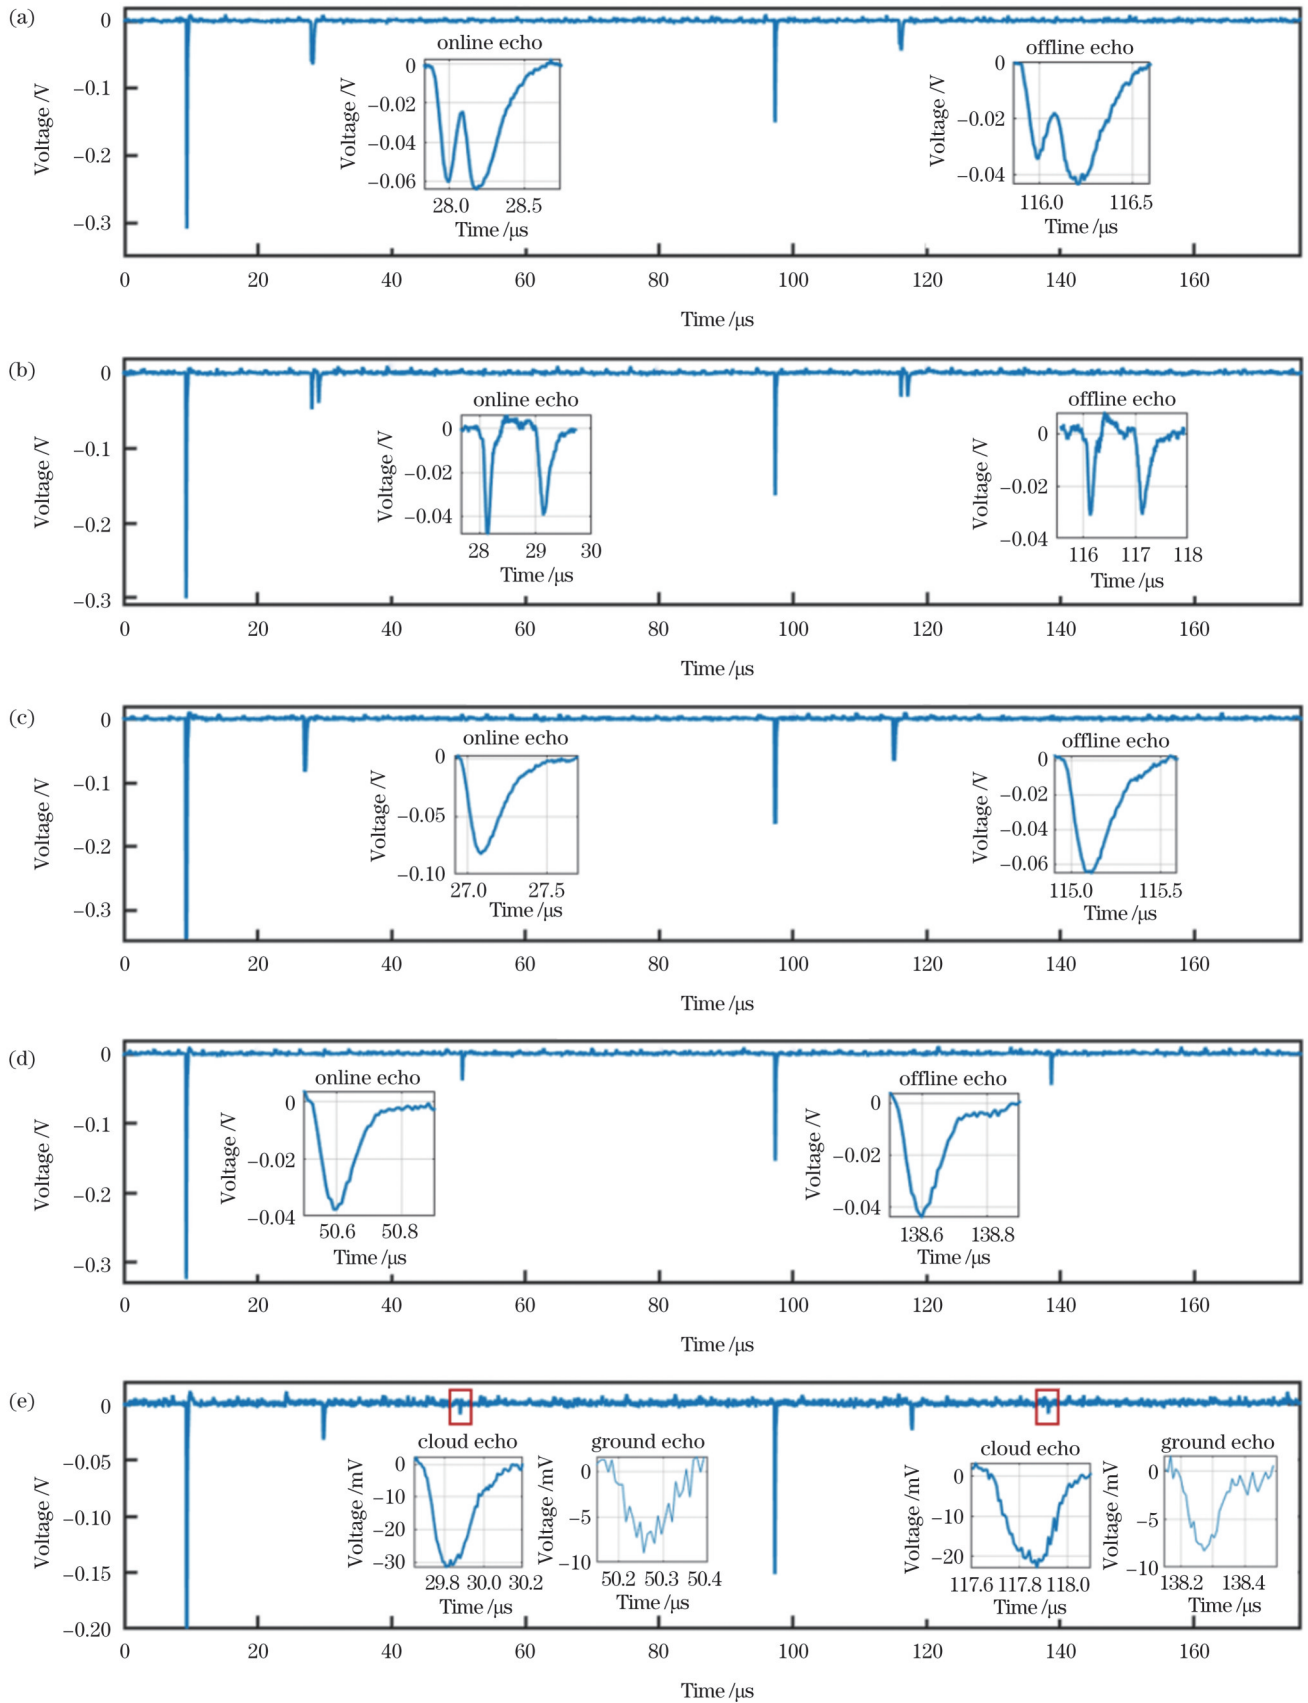 (a)
0
−0.1
−0.2
−0.3
Voltage /V
online echo
0
−0.02
−0.04
−0.06
Voltage /V
28.0 28.5
Time /μs
offline echo
0
−0.02
−0.04
Voltage /V
116.0 116.5
Time /μs
0 20 40 60 80 100 120 140 160
Time /μs
(b)
0
−0.1
−0.2
−0.3
Voltage /V
online echo
0
−0.02
−0.04
Voltage /V
28 29 30
Time /μs
offline echo
0
−0.02
−0.04
Voltage /V
116 117 118
Time /μs
0 20 40 60 80 100 120 140 160
Time /μs
(c)
0
−0.1
−0.2
−0.3
Voltage /V
online echo
0
−0.05
−0.10
Voltage /V
27.0 27.5
Time /μs
offline echo
0
−0.02
−0.04
−0.06
Voltage /V
115.0 115.5
Time /μs
0 20 40 60 80 100 120 140 160
Time /μs
(d)
0
−0.1
−0.2
−0.3
Voltage /V
online echo
0
−0.02
−0.04
Voltage /V
50.6 50.8
Time /μs
offline echo
0
−0.02
−0.04
Voltage /V
138.6 138.8
Time /μs
0 20 40 60 80 100 120 140 160
Time /μs
(e)
0
−0.05
−0.10
−0.15
−0.20
Voltage /V
cloud echo
0
−10
−20
−30
Voltage /mV
29.8 30.0 30.2
Time /μs
ground echo
0
−5
−10
Voltage /mV
50.2 50.3 50.4
Time /μs
cloud echo
0
−10
−20
Voltage /mV
117.6 117.8 118.0
Time /μs
ground echo
0
−5
−10
Voltage /mV
138.2 138.4
Time /μs
0 20 40 60 80 100 120 140 160
Time /μs